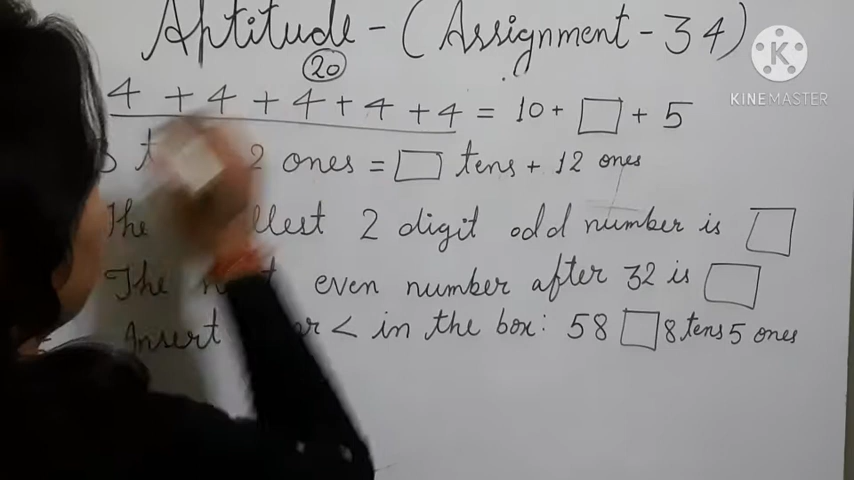 Aptitude - (Assignment - 34)
20
4 + 4 + 4 + 4 + 4 = 10 + □ + 5
2 ones = □ tens + 12 ones
The 2 digit odd number is □
The even number after 32 is □
Insert < in the box: 58 □ 8 tens 5 ones
KINEMASTER